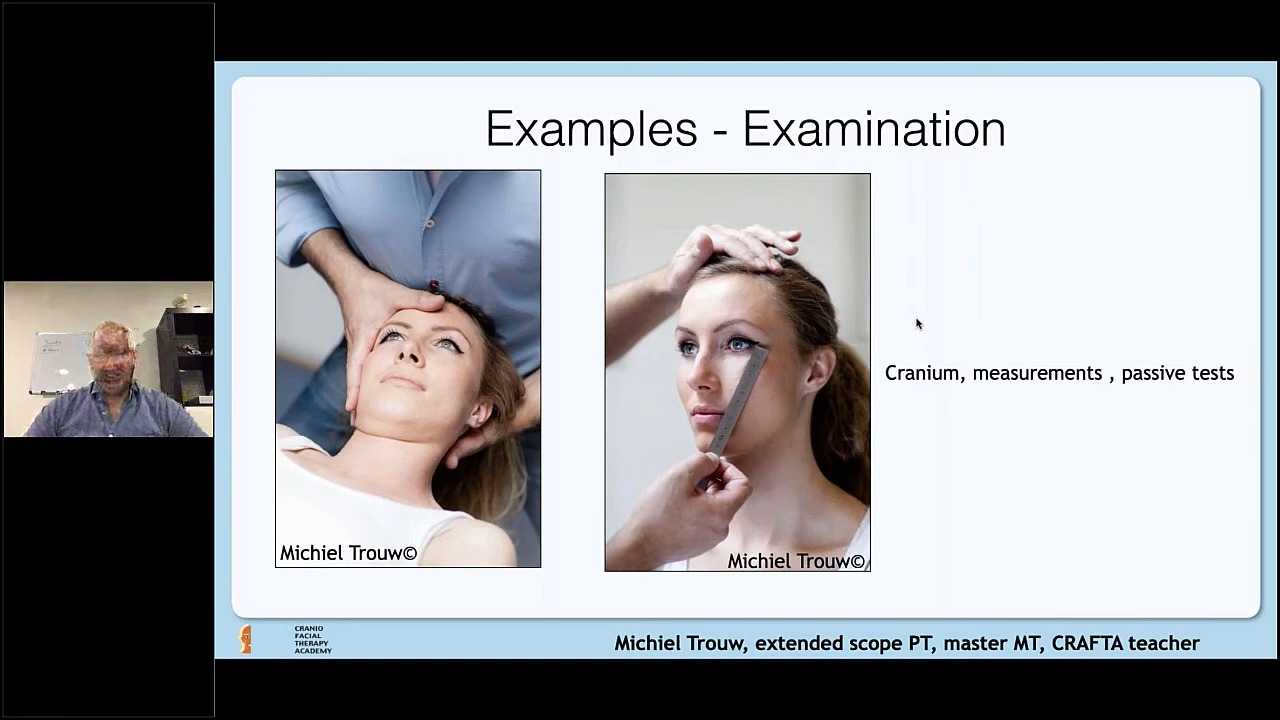 Examples - Examination
Cranium, measurements , passive tests
Michiel Trouw©
Michiel Trouw©
CRANIO
FACIAL
THERAPY
ACADEMY
Michiel Trouw, extended scope PT, master MT, CRAFTA teacher